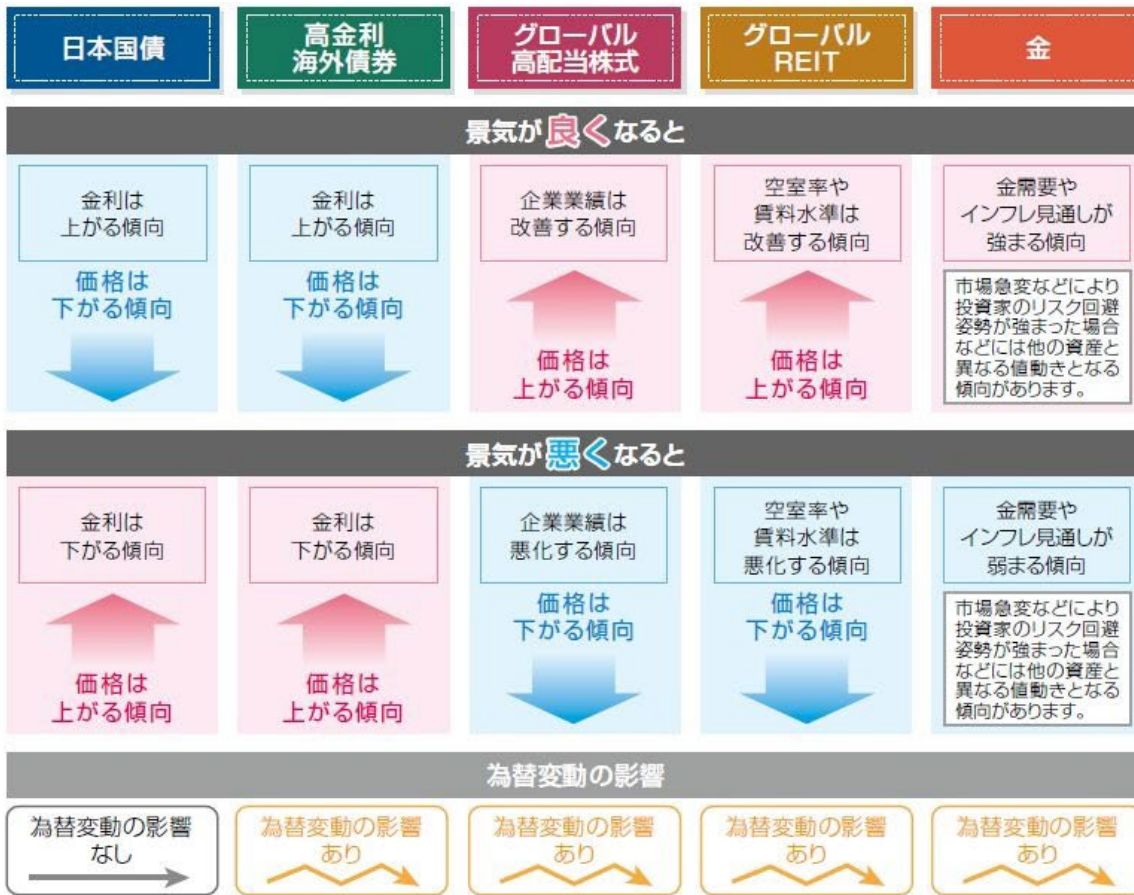 日本国債
高金利
海外債券
グローバル
高配当株式
グローバル
REIT
金
景気が良くなると
金利は
上がる傾向
価格は
下がる傾向
金利は
上がる傾向
価格は
下がる傾向
企業業績は
改善する傾向
価格は
上がる傾向
空室率や
賃料水準は
改善する傾向
価格は
上がる傾向
金需要や
インフレ見通しが
強まる傾向
市場急変などにより
投資家のリスク回避
姿勢が強まった場合
などには他の資産と
異なる値動きとなる
傾向があります。
景気が悪くなると
金利は
下がる傾向
価格は
上がる傾向
金利は
下がる傾向
価格は
上がる傾向
企業業績は
悪化する傾向
価格は
下がる傾向
空室率や
賃料水準は
悪化する傾向
価格は
下がる傾向
金需要や
インフレ見通しが
弱まる傾向
市場急変などにより
投資家のリスク回避
姿勢が強まった場合
などには他の資産と
異なる値動きとなる
傾向があります。
為替変動の影響
為替変動の影響
なし
為替変動の影響
あり
為替変動の影響
あり
為替変動の影響
あり
為替変動の影響
あり